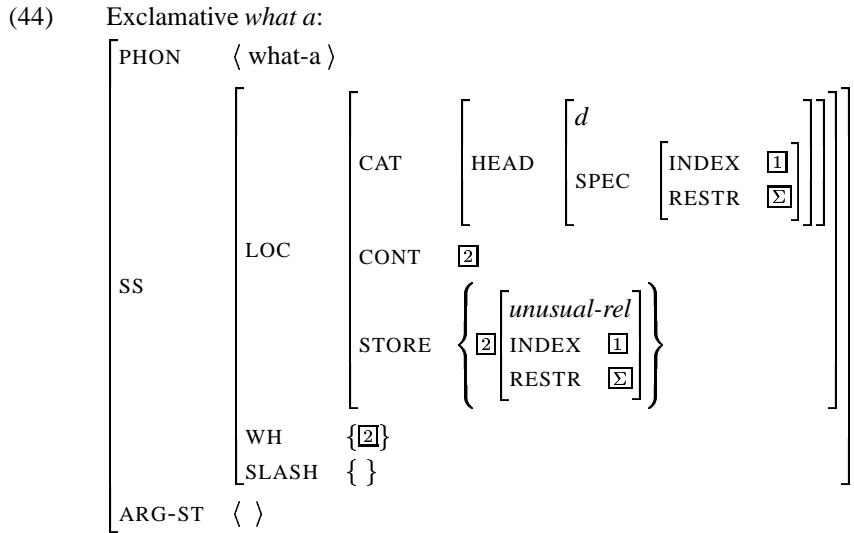 (44) Exclamative what a:
PHON ⟨ what-a ⟩
SS
LOC
CAT
HEAD
d
SPEC
INDEX 1
RESTR Σ
CONT 2
STORE
2
unusual-rel
INDEX 1
RESTR Σ
WH {2}
SLASH { }
ARG-ST ⟨ ⟩